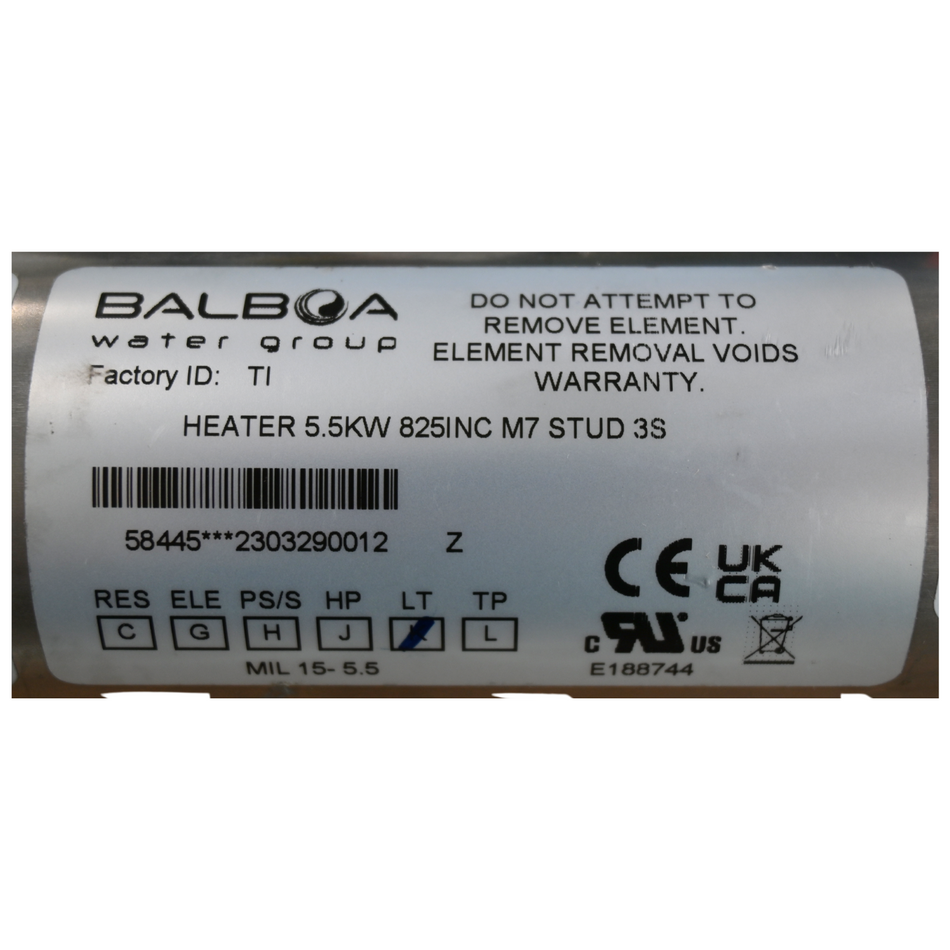 BALBOA
water group
Factory ID: TI
DO NOT ATTEMPT TO
REMOVE ELEMENT.
ELEMENT REMOVAL VOIDS
WARRANTY.
HEATER 5.5KW 825INC M7 STUD 3S
58445***2303290012 Z
RES ELE PS/S HP LT TP
C G H J K L
MIL 15- 5.5
CE UK
CA
C RU US
E188744